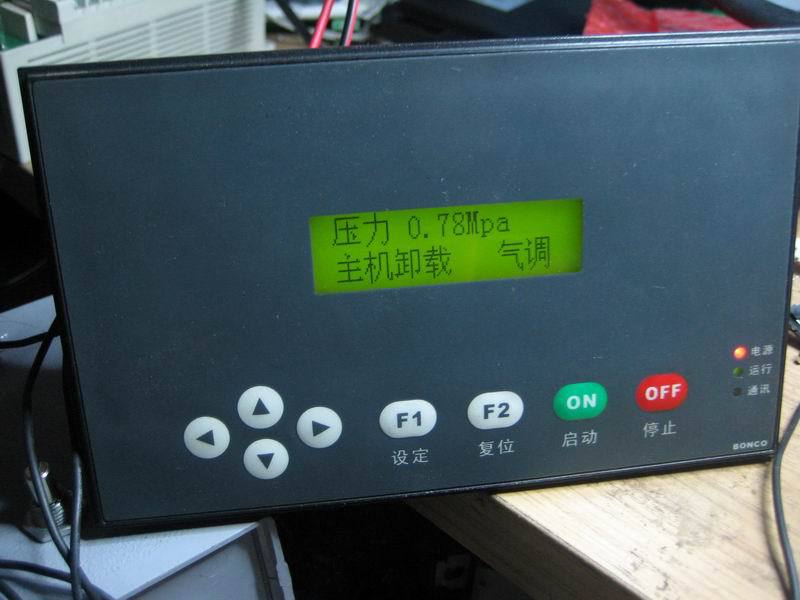 压力 0.78Mpa
主机卸载 气调
电源
运行
通讯
F1 F2 ON OFF
设定 复位 启动 停止
BONCO